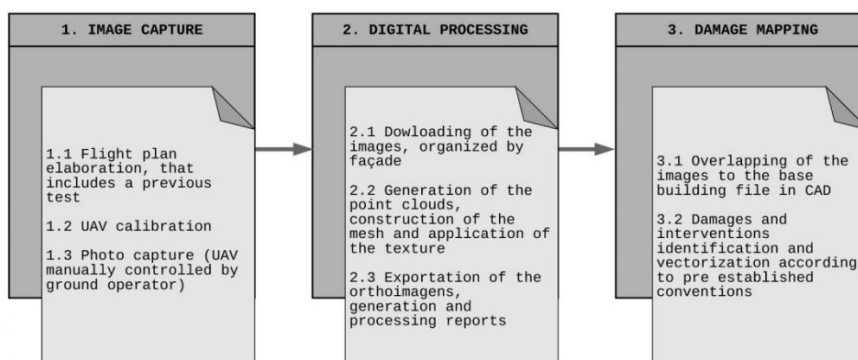 1. IMAGE CAPTURE
1.1 Flight plan
elaboration, that
includes a previous
test
1.2 UAV calibration
1.3 Photo capture (UAV
manually controlled by
ground operator)
2. DIGITAL PROCESSING
2.1 Dowloading of the
images, organized by
façade
2.2 Generation of the
point clouds,
construction of the
mesh and application of
the texture
2.3 Exportation of the
orthoimagens,
generation and
processing reports
3. DAMAGE MAPPING
3.1 Overlapping of the
images to the base
building file in CAD
3.2 Damages and
interventions
identification and
vectorization according
to pre established
conventions